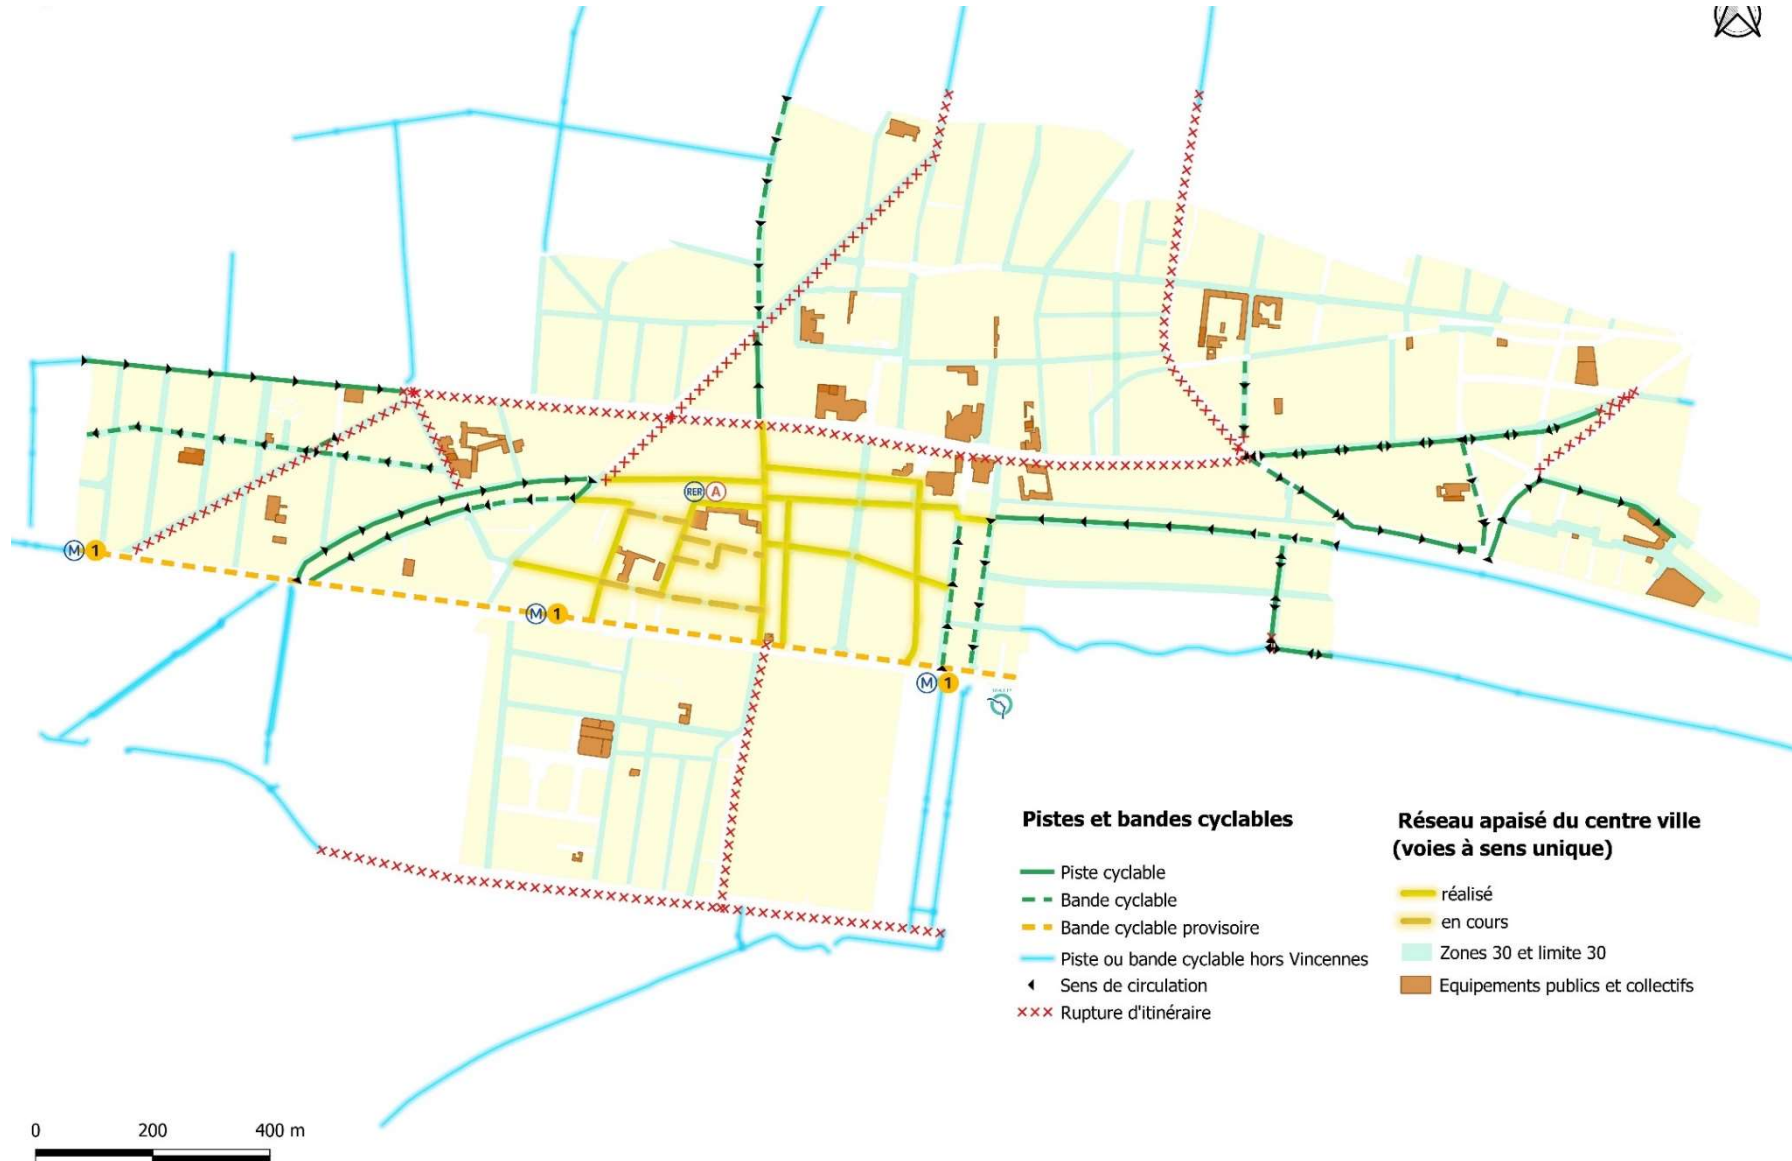 RER A
M 1
M 1
M 1
Pistes et bandes cyclables
Piste cyclable
Bande cyclable
Bande cyclable provisoire
Piste ou bande cyclable hors Vincennes
Sens de circulation
Rupture d'itinéraire
Réseau apaisé du centre ville
(voies à sens unique)
réalisé
en cours
Zones 30 et limite 30
Equipements publics et collectifs
0 200 400 m